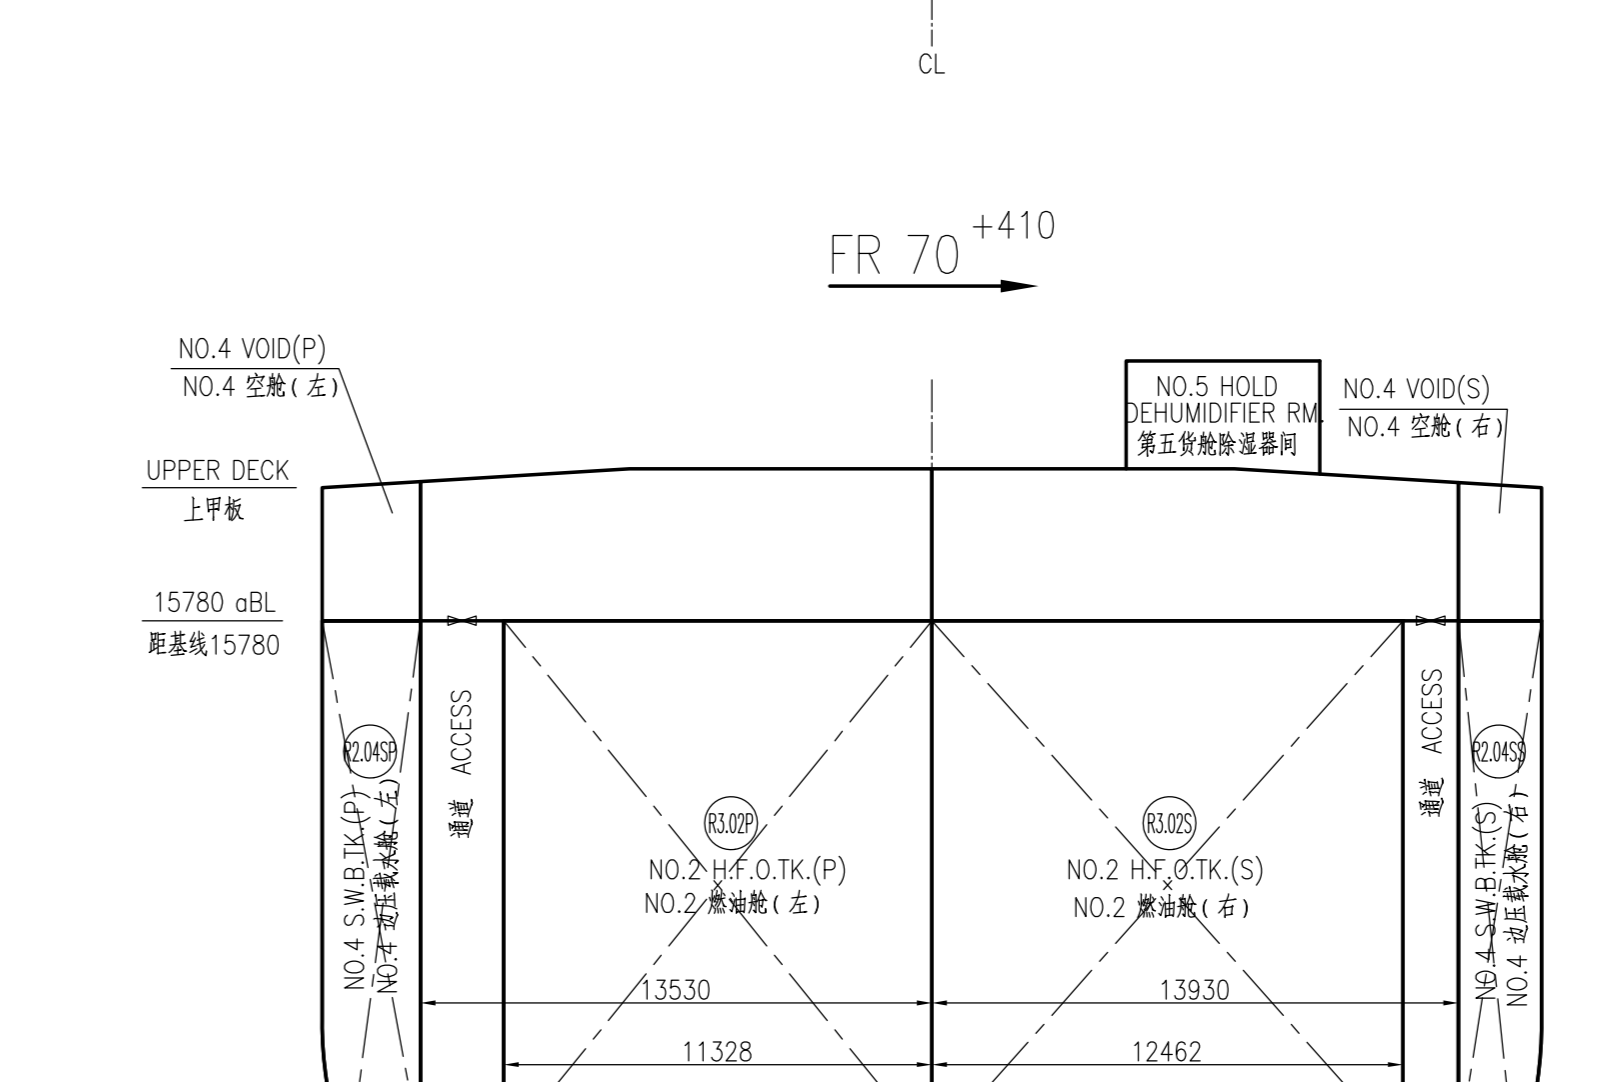 CL
FR 70 +410
NO.4 VOID(P)
NO.4 空舱(左)
NO.5 HOLD
DEHUMIDIFIER RM.
第五货舱除湿器间
NO.4 VOID(S)
NO.4 空舱(右)
UPPER DECK
上甲板
15780 aBL
距基线15780
R2.04SP
NO.4 S.W.B.TK.(P)
NO.4 边压载水舱(左)
通道 ACCESS
R3.02P
NO.2 H.F.O.TK.(P)
NO.2 燃油舱(左)
R3.02S
NO.2 H.F.O.TK.(S)
NO.2 燃油舱(右)
通道 ACCESS
R2.04SS
NO.4 S.W.B.TK.(S)
NO.4 边压载水舱(右)
13530
13930
11328
12462